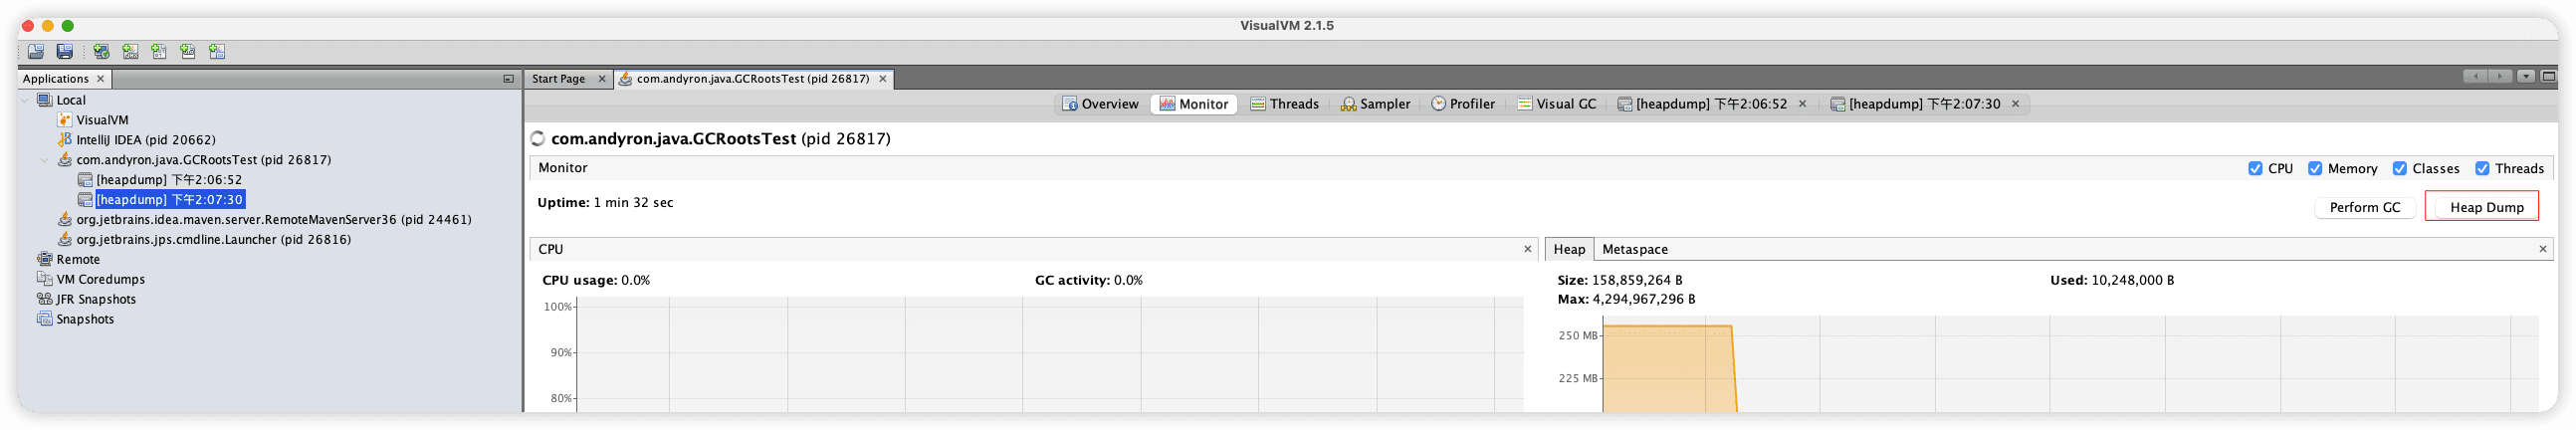 VisualVM 2.1.5
Applications
Start Page
com.andyron.java.GCRootsTest (pid 26817)
Local
VisualVM
IntelliJ IDEA (pid 20662)
com.andyron.java.GCRootsTest (pid 26817)
[heapdump] 下午2:06:52
[heapdump] 下午2:07:30
org.jetbrains.idea.maven.server.RemoteMavenServer36 (pid 24461)
org.jetbrains.jps.cmdline.Launcher (pid 26816)
Remote
VM Coredumps
JFR Snapshots
Snapshots
Overview Monitor Threads Sampler Profiler Visual GC [heapdump] 下午2:06:52 [heapdump] 下午2:07:30
com.andyron.java.GCRootsTest (pid 26817)
Monitor CPU Memory Classes Threads
Uptime: 1 min 32 sec Perform GC Heap Dump
CPU
CPU usage: 0.0% GC activity: 0.0%
100%
90%
80%
Heap Metaspace
Size: 158,859,264 B Used: 10,248,000 B
Max: 4,294,967,296 B
250 MB
225 MB